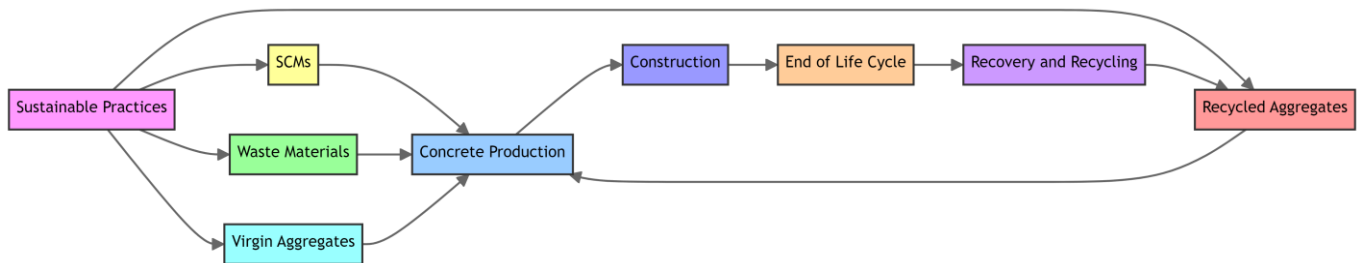 SCMs
Construction
End of Life Cycle
Recovery and Recycling
Sustainable Practices
Recycled Aggregates
Waste Materials
Concrete Production
Virgin Aggregates